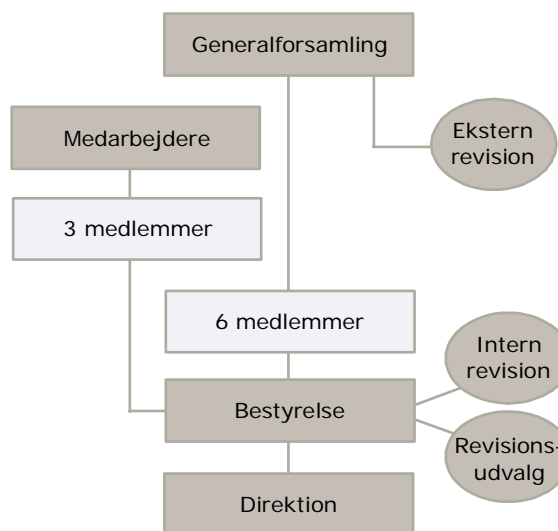 Generalforsamling
Medarbejdere
Ekstern
revision
3 medlemmer
6 medlemmer
Intern
revision
Bestyrelse
Revisions-
udvalg
Direktion